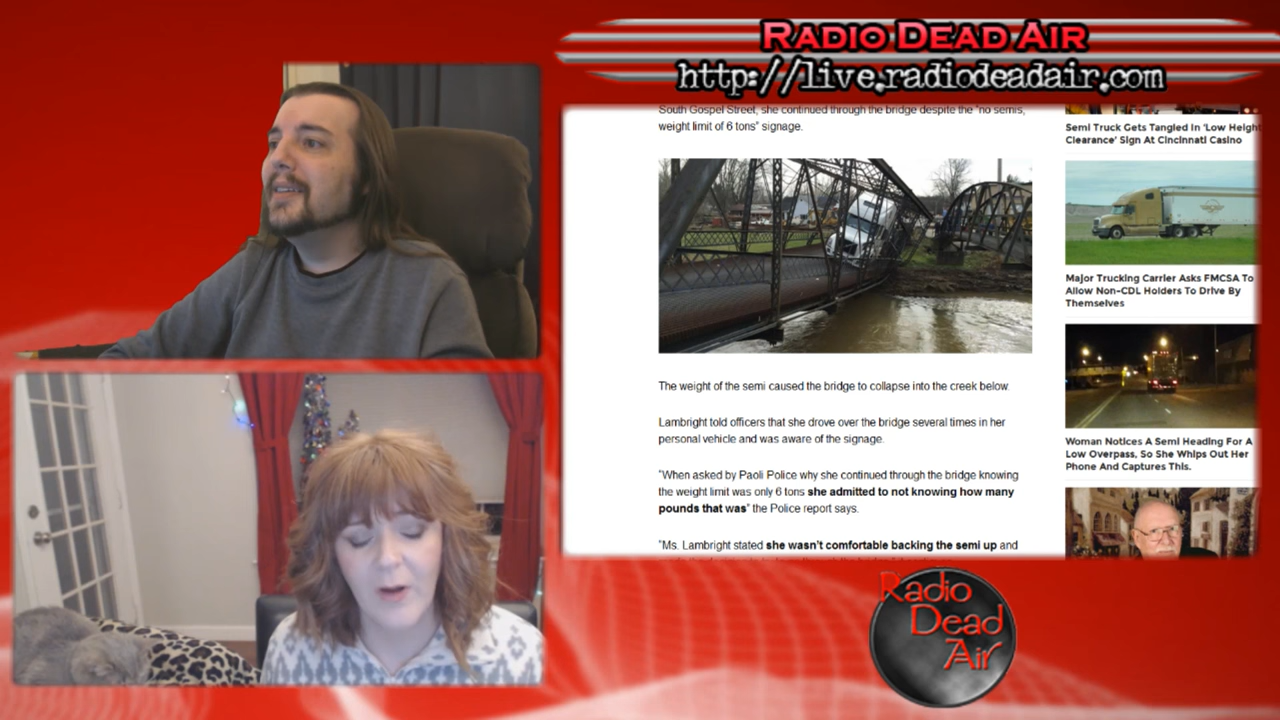 Radio Dead Air
http://live.radiodeadair.com
South Gospel Street, she continued through the bridge despite the "no semis,
weight limit of 6 tons" signage.
The weight of the semi caused the bridge to collapse into the creek below.
Lambright told officers that she drove over the bridge several times in her
personal vehicle and was aware of the signage.
"When asked by Paoli Police why she continued through the bridge knowing
the weight limit was only 6 tons she admitted to not knowing how many
pounds that was" the Police report says.
"Ms. Lambright stated she wasn't comfortable backing the semi up and
Semi Truck Gets Tangled In 'Low Height
Clearance' Sign At Cincinnati Casino
Major Trucking Carrier Asks FMCSA To
Allow Non-CDL Holders To Drive By
Themselves
Woman Notices A Semi Heading For A
Low Overpass, So She Whips Out Her
Phone And Captures This.
Radio
Dead
Air